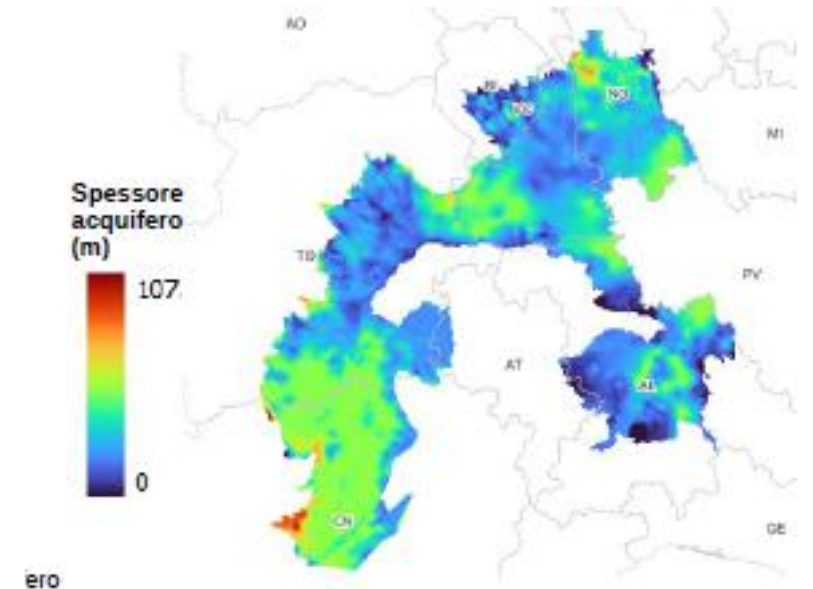 AO
NO
MI
Spessore
acquifero
(m)
TO
107
PV
AT
AL
0
CN
GE
ero